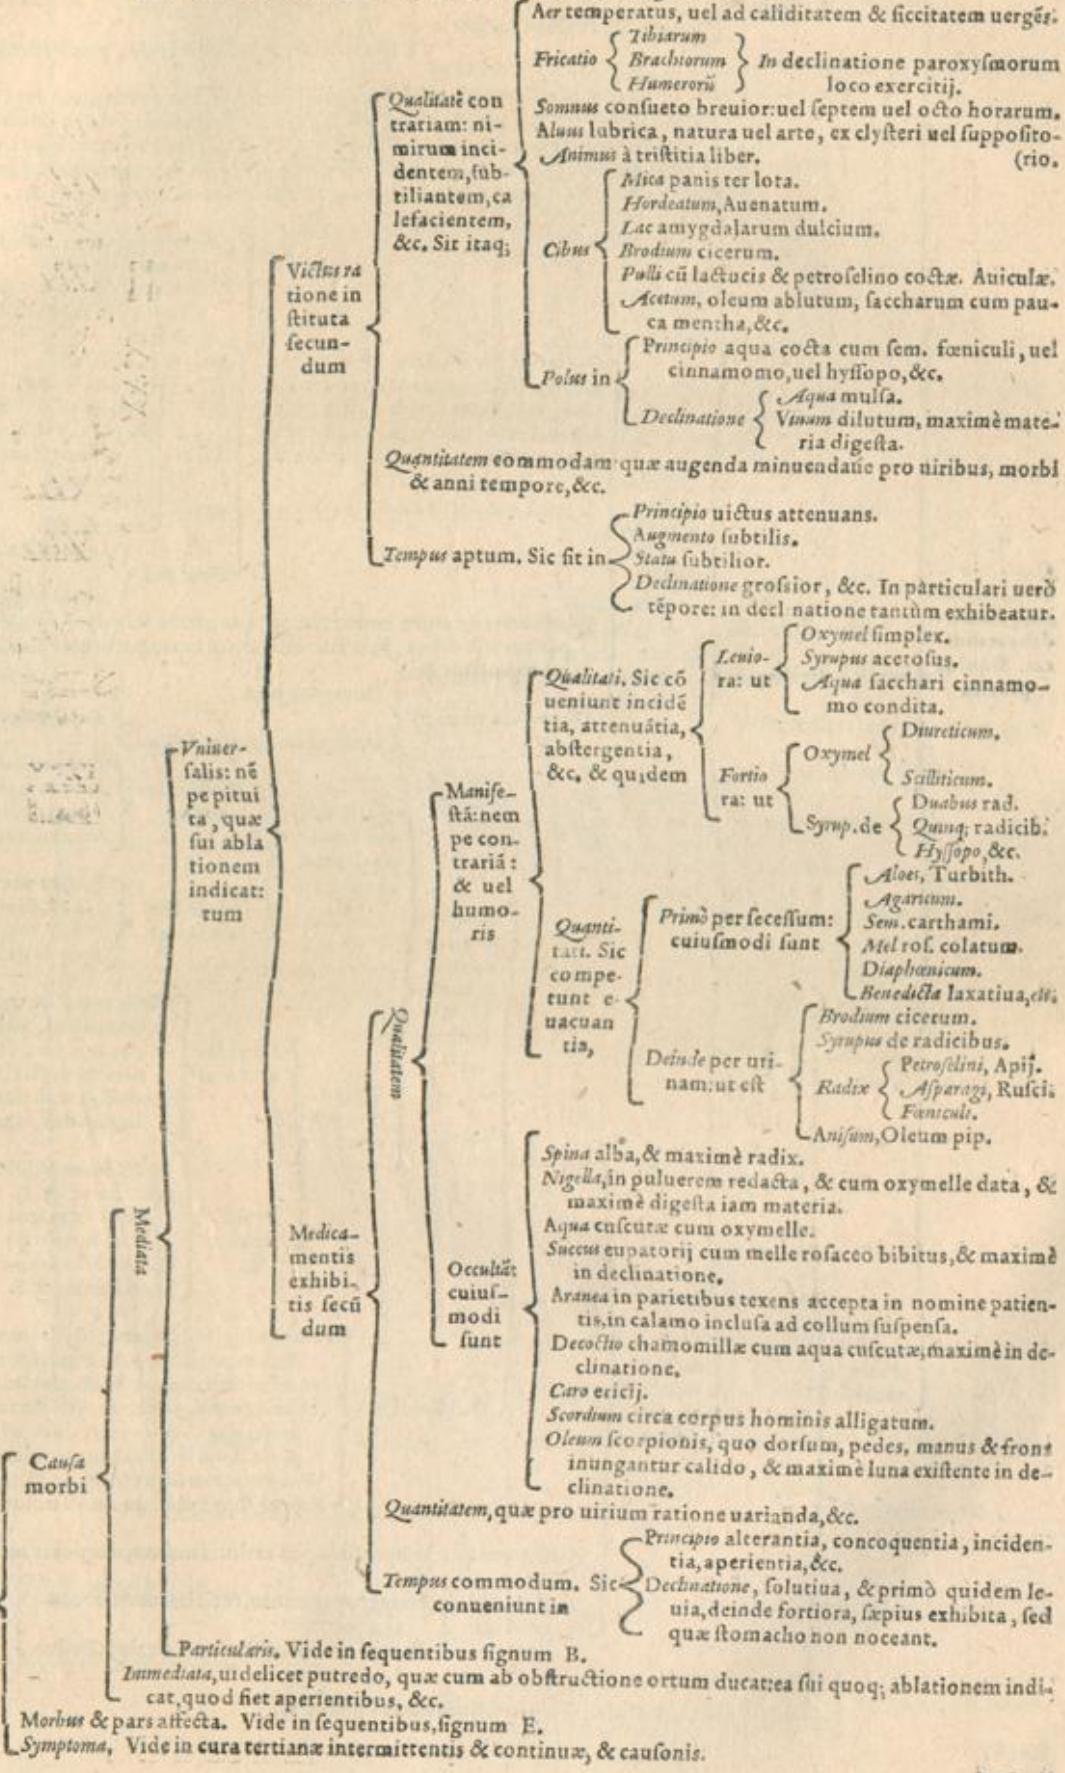 Aer temperatus, uel ad caliditatem & ſiccitatem uergẽs.
Fricatio
Tibiarum
Brachiorum
Humerorũ
In declinatione paroxyſmorum
loco exercitij.
Somnus conſueto breuior: uel ſeptem uel octo horarum.
Aluus lubrica, natura uel arte, ex clyſteri uel ſuppoſito-
Animus à triſtitia liber. (rio.
Qualitatẽ con
trariam: ni-
mirum inci-
dentem, ſub-
tiliantem, ca
lefacientem,
&c. Sit itaq;
Cibus
Mica panis ter lota.
Hordeatum, Auenatum.
Lac amygdalarum dulcium.
Brodium cicerum.
Pulli cũ lactucis & petroſelino coctæ. Auiculæ.
Acetum, oleum ablutum, ſaccharum cum pau-
ca mentha, &c.
Victus ra
tione in
ſtituta
ſecun-
dum
Potus in
Principio aqua cocta cum ſem. fœniculi, uel
cinnamomo, uel hyſſopo, &c.
Declinatione
Aqua mulſa.
Vinum dilutum, maximè mate-
ria digeſta.
Quantitatem commodam quæ augenda minuendaue pro uiribus, morbi
& anni tempore, &c.
Tempus aptum. Sic ſit in
Principio uictus attenuans.
Augmento ſubtilis.
Statu ſubtilior.
Declinatione groſsior, &c. In particulari uerò
tẽpore: in decl natione tantùm exhibeatur.
Vniuer-
ſalis: nẽ
pe pitui
ta, quæ
ſui abla
tionem
indicat:
tum
Manife-
ſtã: nem
pe con-
trariã:
& uel
humo-
ris
Qualitati. Sic cõ
ueniunt incidẽ
tia, attenuãtia,
abſtergentia,
&c. & quidem
Lenio-
ra: ut
Oxymel ſimplex.
Syrupus acetoſus.
Aqua ſacchari cinnamo-
mo condita.
Fortio
ra: ut
Oxymel
Diureticum.
Scilliticum.
Syrup. de
Duabus rad.
Quinq; radicib.
Hyſſopo, &c.
Quanti-
tati. Sic
compe-
tunt e-
uacuan
tia,
Primò per ſeceſſum:
cuiuſmodi ſunt
Aloes, Turbith.
Agaricum.
Sem. carthami.
Mel roſ. colatum.
Diaphœnicum.
Benedicta laxatiua, etc.
Deinde per uri-
nam: ut eſt
Brodium cicerum.
Syrupus de radicibus.
Radix
Petroſelini, Apij.
Aſparagi, Ruſci.
Fœniculi.
Aniſum, Oleum pip.
Qualitatem
Medica-
mentis
exhibi-
tis ſecũ
dum
Occultã:
cuiuſ-
modi
ſunt
Spina alba, & maximè radix.
Nigella, in puluerem redacta, & cum oxymelle data, &
maximè digeſta iam materia.
Aqua cuſcutæ cum oxymelle.
Succus eupatorij cum melle roſaceo bibitus, & maximè
in declinatione.
Aranea in parietibus texens accepta in nomine patien-
tis, in calamo incluſa ad collum ſuſpenſa.
Decoctio chamomillæ cum aqua cuſcutæ, maximè in de-
clinatione.
Caro ericij.
Scordium circa corpus hominis alligatum.
Oleum ſcorpionis, quo dorſum, pedes, manus & frons
inungantur calido, & maximè luna exiſtente in de-
clinatione.
Quantitatem, quæ pro uirium ratione uarianda, &c.
Tempus commodum. Sic
conueniunt in
Principio alterantia, concoquentia, inciden-
tia, aperientia, &c.
Declinatione, ſolutiua, & primò quidem le-
uia, deinde fortiora, ſæpius exhibita, ſed
quæ ſtomacho non noceant.
Mediata
Cauſa
morbi
Particularis. Vide in ſequentibus ſignum B.
Immediata, uidelicet putredo, quæ cum ab obſtructione ortum ducat: ea ſui quoq; ablationem indi-
cat, quod fiet aperientibus, &c.
Morbus & pars affecta. Vide in ſequentibus, ſignum E.
Symptoma, Vide in cura tertianæ intermittentis & continuæ, & cauſonis.